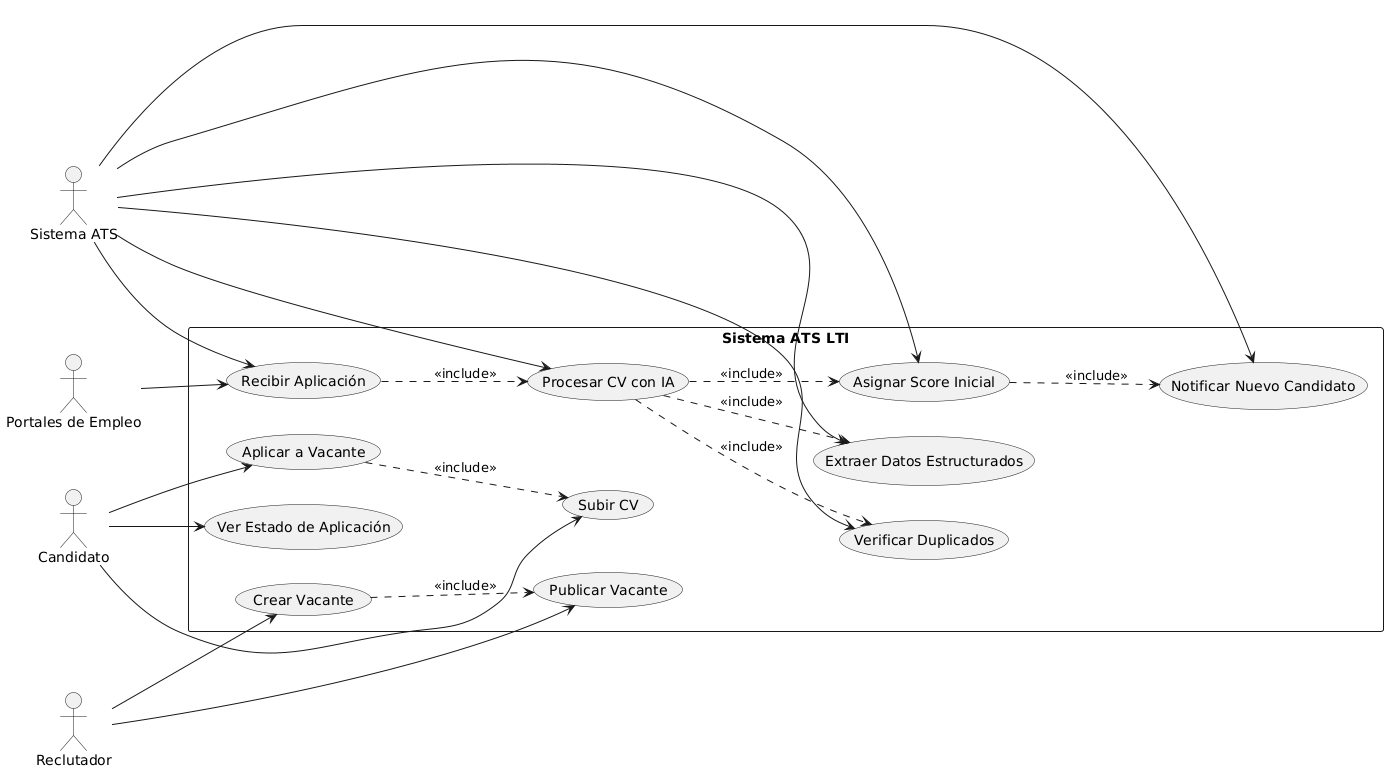 Sistema ATS
Portales de Empleo
Candidato
Reclutador
Sistema ATS LTI
Recibir Aplicación
«include»
Procesar CV con IA
«include»
Asignar Score Inicial
«include»
Notificar Nuevo Candidato
«include»
Extraer Datos Estructurados
«include»
Verificar Duplicados
Aplicar a Vacante
«include»
Subir CV
Ver Estado de Aplicación
Crear Vacante
«include»
Publicar Vacante